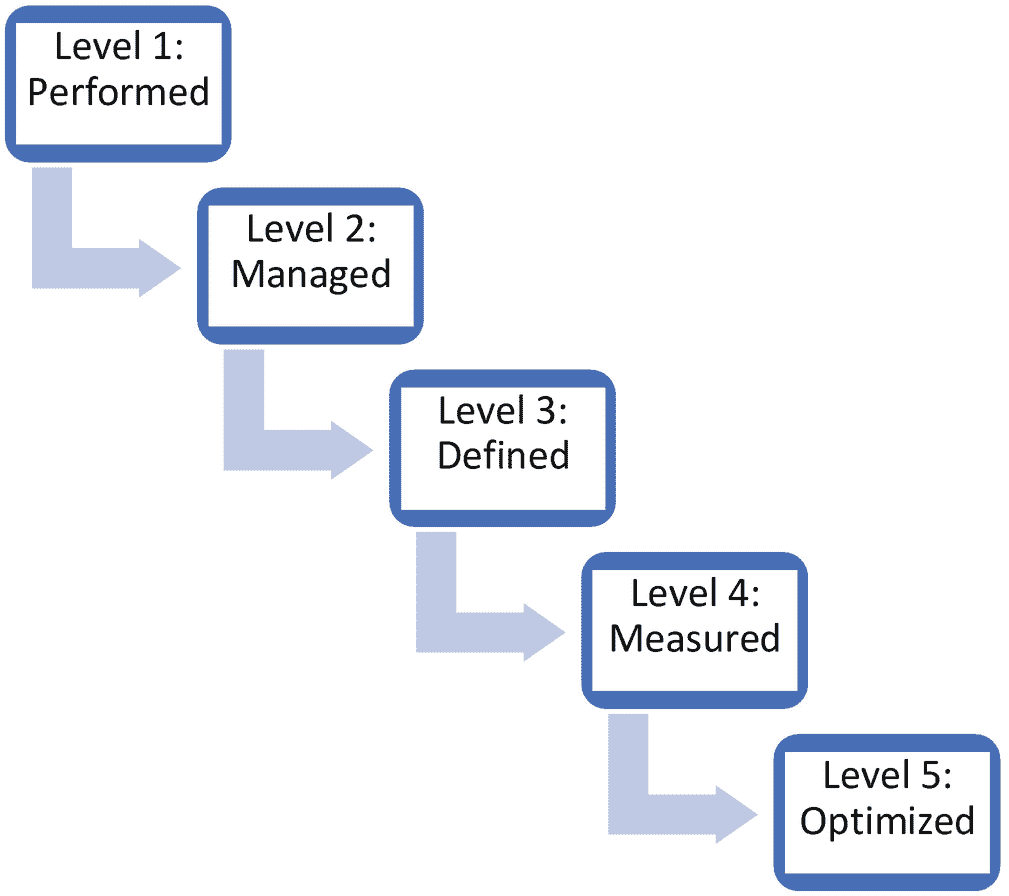 Level 1:
Performed
Level 2:
Managed
Level 3:
Defined
Level 4:
Measured
Level 5:
Optimized